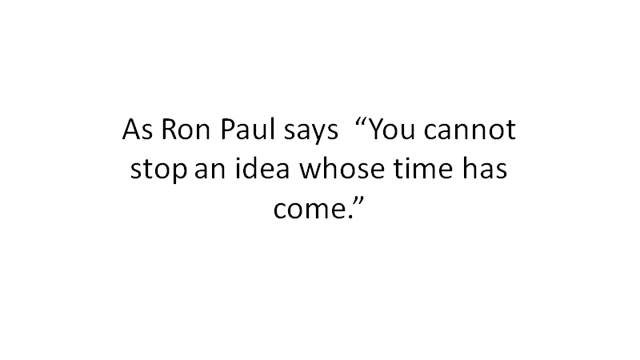 As Ron Paul says  “You cannot
stop an idea whose time has
come.”